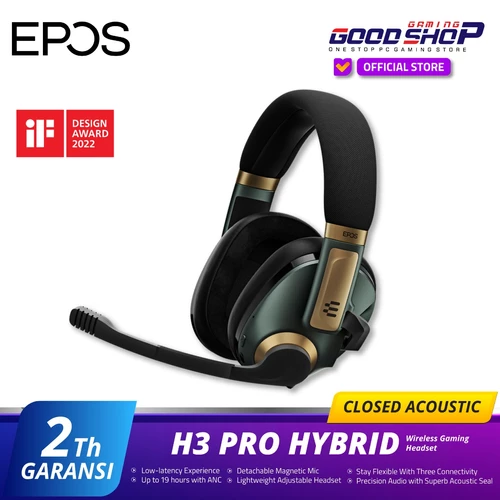 EPOS
GAMING
GOODSHOP
ONE STOP PC GAMING STORE
OFFICIAL STORE
iF
DESIGN
AWARD
2022
EPOS
CLOSED ACOUSTIC
2Th
GARANSI
H3 PRO HYBRID
Wireless Gaming
Headset
Low-latency Experience
Detachable Magnetic Mic
Stay Flexible With Three Connectivity
Up to 19 hours with ANC
Lightweight Adjustable Headset
Precision Audio with Superb Acoustic Seal